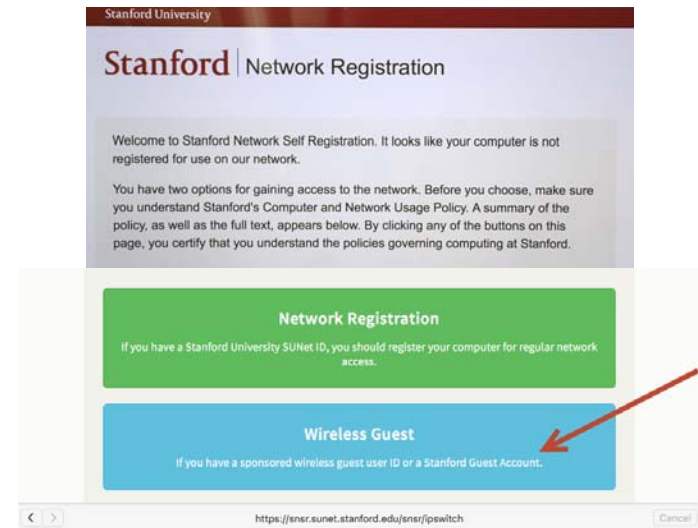 Stanford University
Stanford Network Registration
Welcome to Stanford Network Self Registration. It looks like your computer is not
registered for use on our network.
You have two options for gaining access to the network. Before you choose, make sure
you understand Stanford's Computer and Network Usage Policy. A summary of the
policy, as well as the full text, appears below. By clicking any of the buttons on this
page, you certify that you understand the policies governing computing at Stanford.
Network Registration
If you have a Stanford University SUNet ID, you should register your computer for regular network
access.
Wireless Guest
If you have a sponsored wireless guest user ID or a Stanford Guest Account.
https://snsr.sunet.stanford.edu/snsr/ipswitch
Cancel